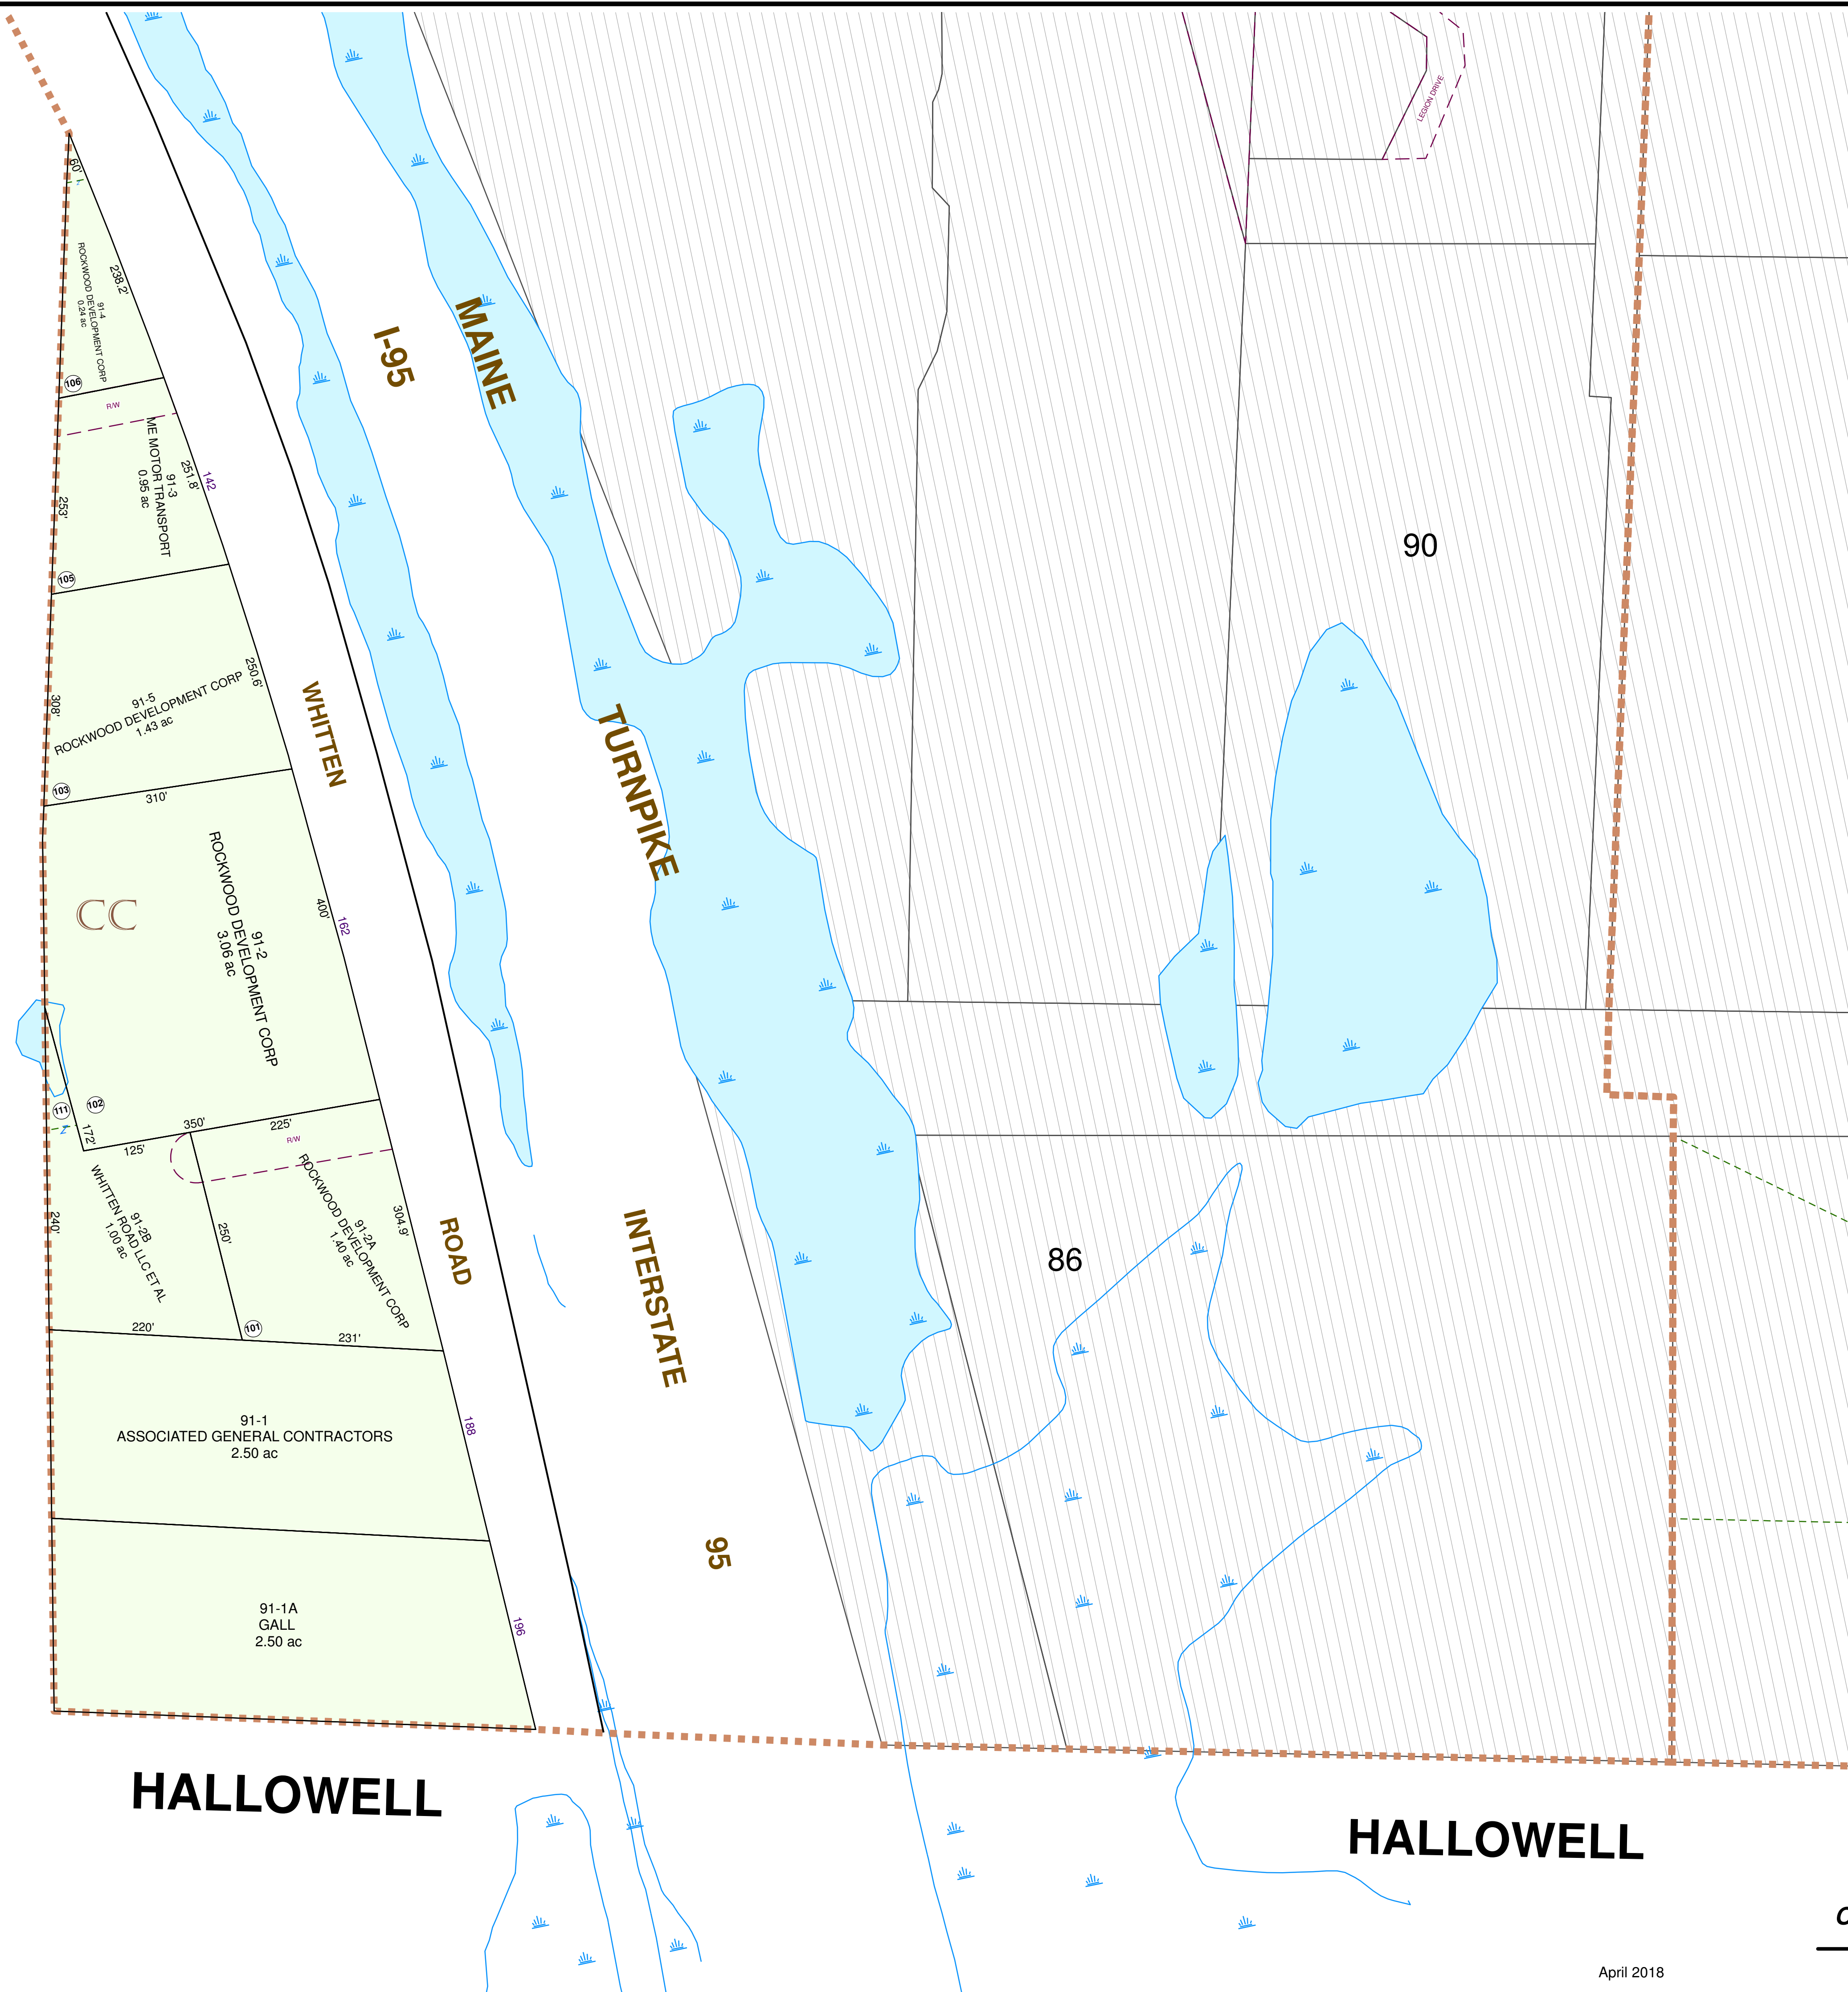 LEGION DRIVE
60'
238.2'
91-4
ROCKWOOD DEVELOPMENT CORP
0.24 ac
106
R/W
I-95
MAINE
91-3
ME MOTOR TRANSPORT
0.95 ac
251.8'
142
253'
105
90
91-5
ROCKWOOD DEVELOPMENT CORP
1.43 ac
250.6'
308'
WHITTEN
TURNPIKE
103
310'
CC
91-2
ROCKWOOD DEVELOPMENT CORP
3.06 ac
400'
162
111
102
172'
125'
350'
225'
R/W
91-2B
WHITTEN ROAD LLC ET AL
1.00 ac
240'
250'
91-2A
ROCKWOOD DEVELOPMENT CORP
1.40 ac
304.9'
ROAD
INTERSTATE
86
220'
101
231'
91-1
ASSOCIATED GENERAL CONTRACTORS
2.50 ac
188
95
91-1A
GALL
2.50 ac
196
HALLOWELL
HALLOWELL
April 2018